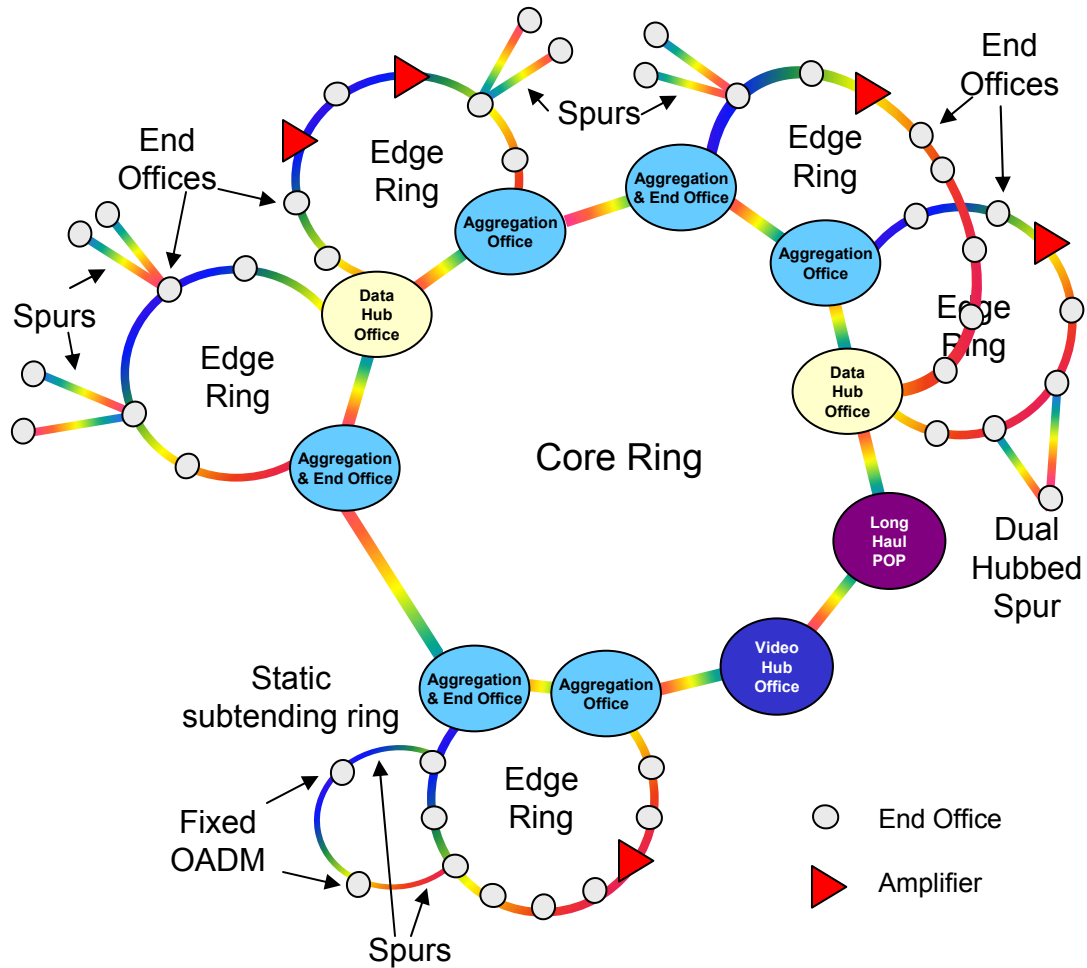 End
Offices
Spurs
End
Offices
Edge
Ring
Edge
Ring
Aggregation
& End Office
Aggregation
Office
Aggregation
Office
Data
Hub
Office
Spurs
Edge
Ring
Edge
Ring
Data
Hub
Office
Aggregation
& End Office
Core Ring
Long
Haul
POP
Dual
Hubbed
Spur
Video
Hub
Office
Static
subtending ring
Aggregation
& End Office
Aggregation
Office
Edge
Ring
Fixed
OADM
Spurs
End Office
Amplifier